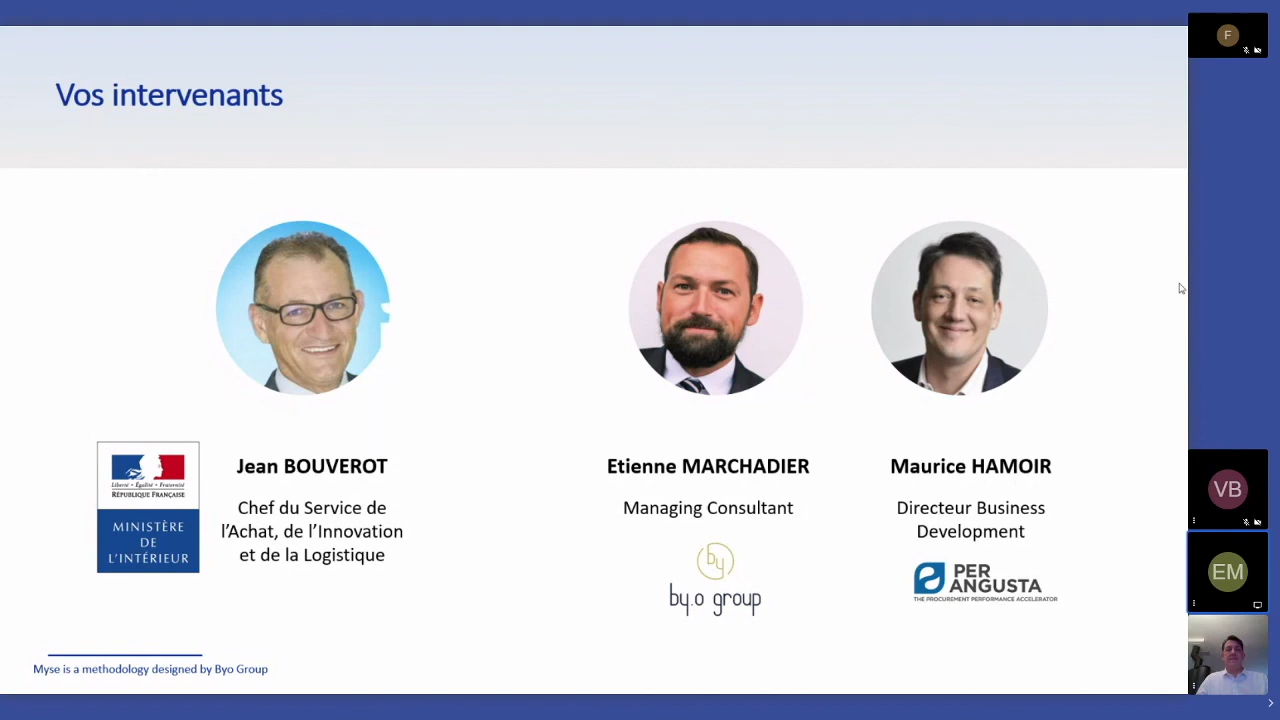 Vos intervenants
F
Jean BOUVEROT
Chef du Service de
l'Achat, de l'Innovation
et de la Logistique
Liberté • Égalité • Fraternité
RÉPUBLIQUE FRANÇAISE
MINISTÈRE
DE
L'INTÉRIEUR
Etienne MARCHADIER
Managing Consultant
by
by.o group
Maurice HAMOIR
Directeur Business
Development
PER
ANGUSTA
THE PROCUREMENT PERFORMANCE ACCELERATOR
VB
EM
Myse is a methodology designed by Byo Group